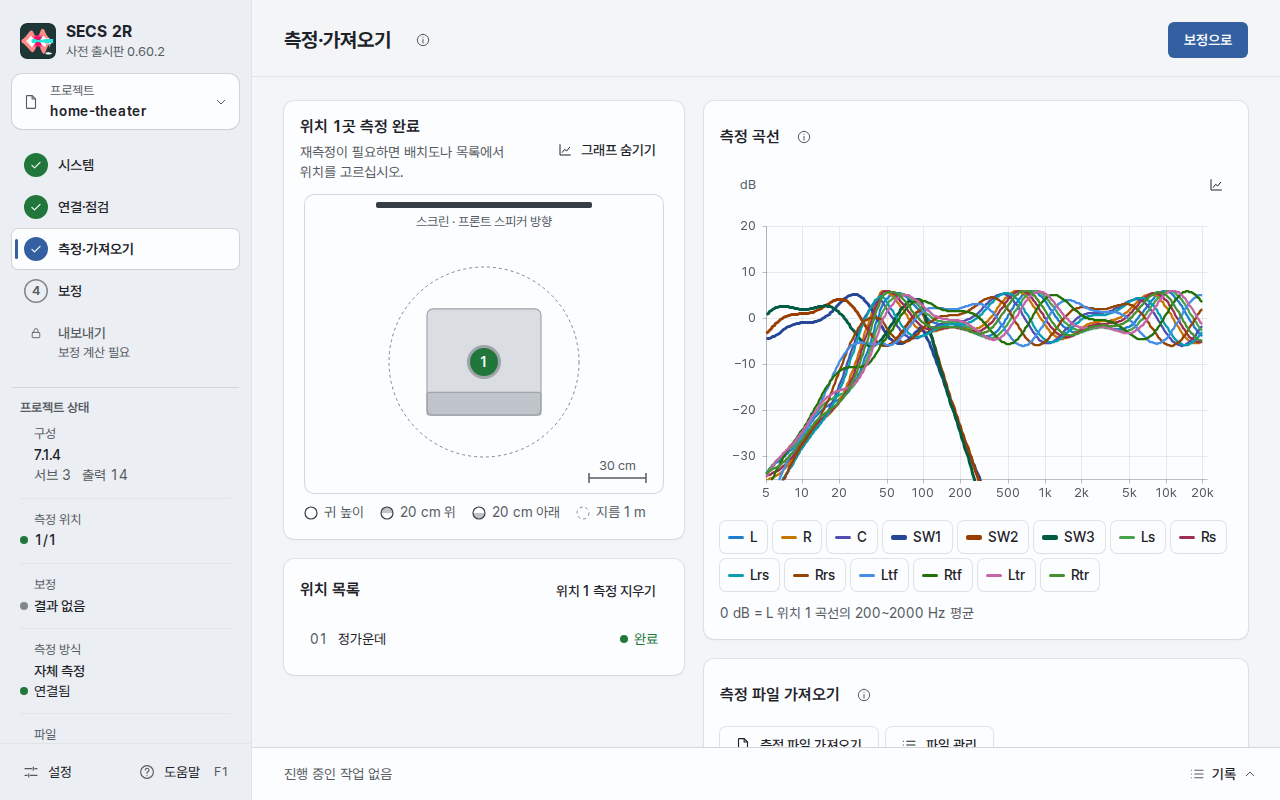 SECS 2R
사전 출시판 0.60.2
프로젝트
home-theater
시스템
연결·점검
측정·가져오기
4 보정
내보내기
보정 계산 필요
프로젝트 상태
구성
7.1.4
서브 3 출력 14
측정 위치
1/1
보정
결과 없음
측정 방식
자체 측정
연결됨
파일
설정
도움말 F1
측정·가져오기
보정으로
위치 1곳 측정 완료
재측정이 필요하면 배치도나 목록에서
위치를 고르십시오.
그래프 숨기기
스크린 · 프론트 스피커 방향
1
30 cm
귀 높이 20 cm 위 20 cm 아래 지름 1 m
위치 목록
위치 1 측정 지우기
01 정가운데
완료
측정 곡선
dB
20
10
0
−10
−20
−30
5 10 20 50 100 200 500 1k 2k 5k 10k 20k
L R C SW1 SW2 SW3 Ls Rs
Lrs Rrs Ltf Rtf Ltr Rtr
0 dB = L 위치 1 곡선의 200~2000 Hz 평균
측정 파일 가져오기
측정 파일 가져오기 파일 관리
진행 중인 작업 없음
기록